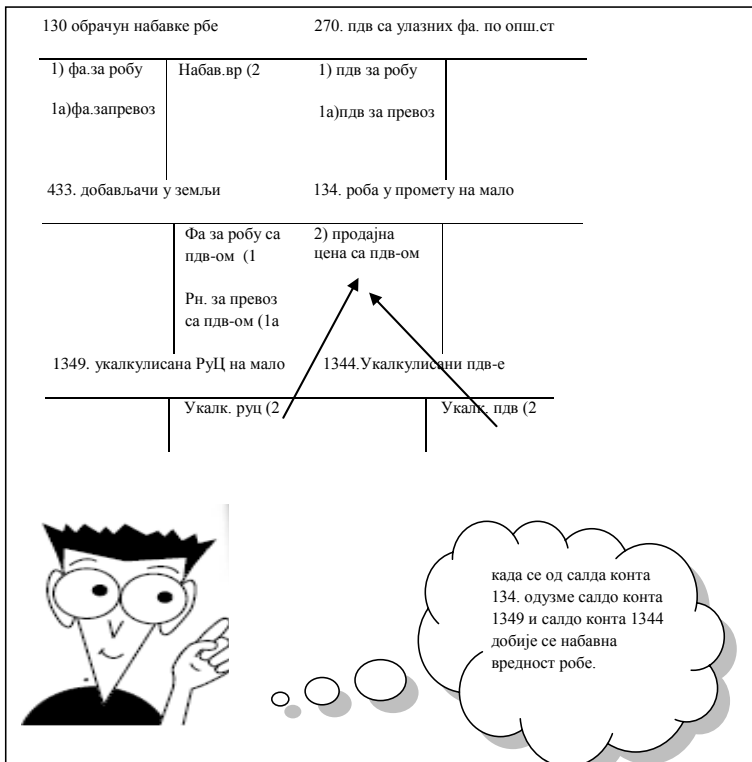 130 обрачун набавке рбе
270. пдв са улазних фа. по опш.ст
1) фа.за робу
Набав.вр (2
1) пдв за робу
1а)фа.запревоз
1а)пдв за превоз
433. добављачи у земљи
134. роба у промету на мало
Фа за робу са
пдв-ом (1
2) продајна
цена са пдв-ом
Рн. за превоз
са пдв-ом (1а
1349. укалкулисана РуЦ на мало
1344.Укалкулисани пдв-е
Укалк. руц (2
Укалк. пдв (2
када се од салда конта
134. одузме салдо конта
1349 и салдо конта 1344
добије се набавна
вредност робе.